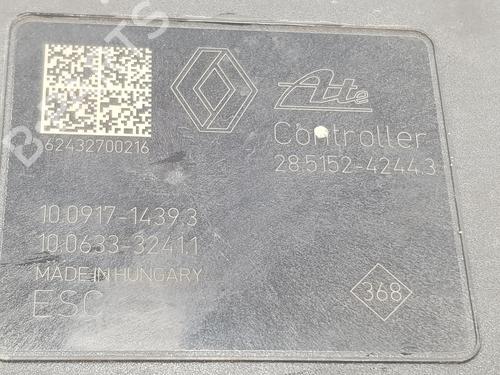 Ate
62432700216
Controller
28.5152-4244.3
10.0917-1439.3
10.0633-3241.1
MADE IN HUNGARY
ESC
368